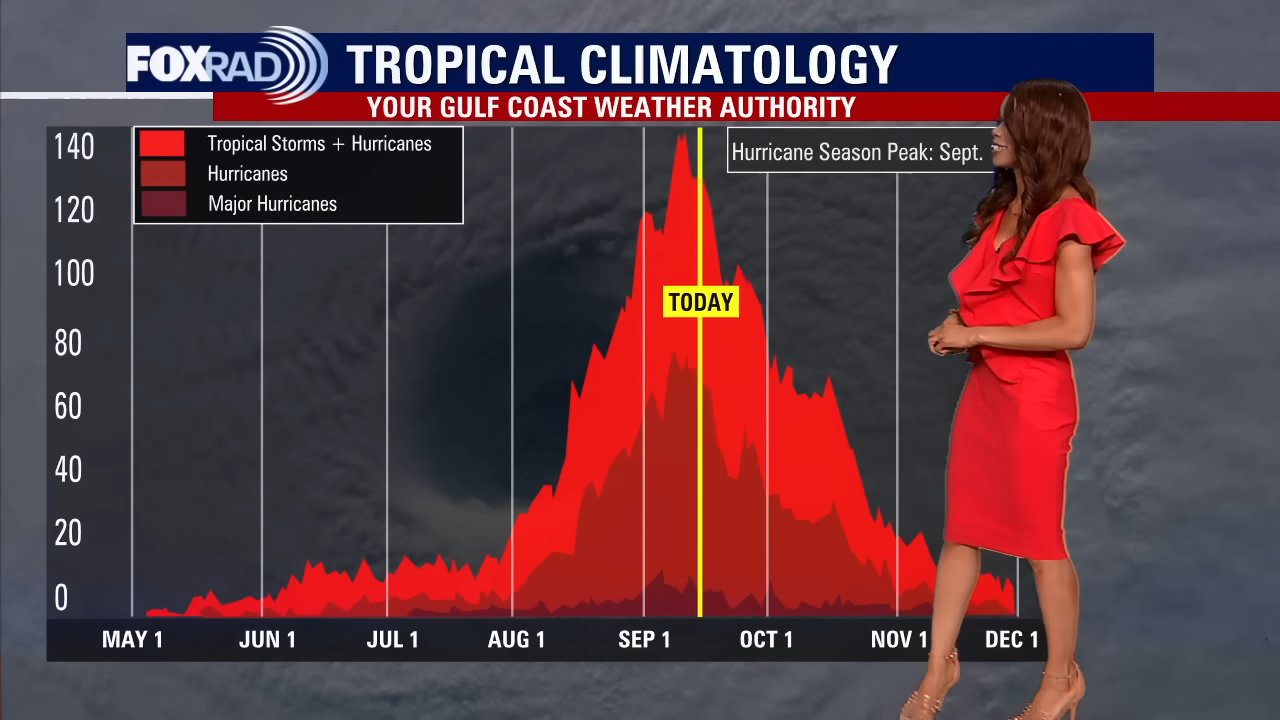 FOXRAD TROPICAL CLIMATOLOGY
YOUR GULF COAST WEATHER AUTHORITY
Tropical Storms + Hurricanes
Hurricanes
Major Hurricanes
Hurricane Season Peak: Sept.
140
120
100
80
60
40
20
0
TODAY
MAY 1 JUN 1 JUL 1 AUG 1 SEP 1 OCT 1 NOV 1 DEC 1